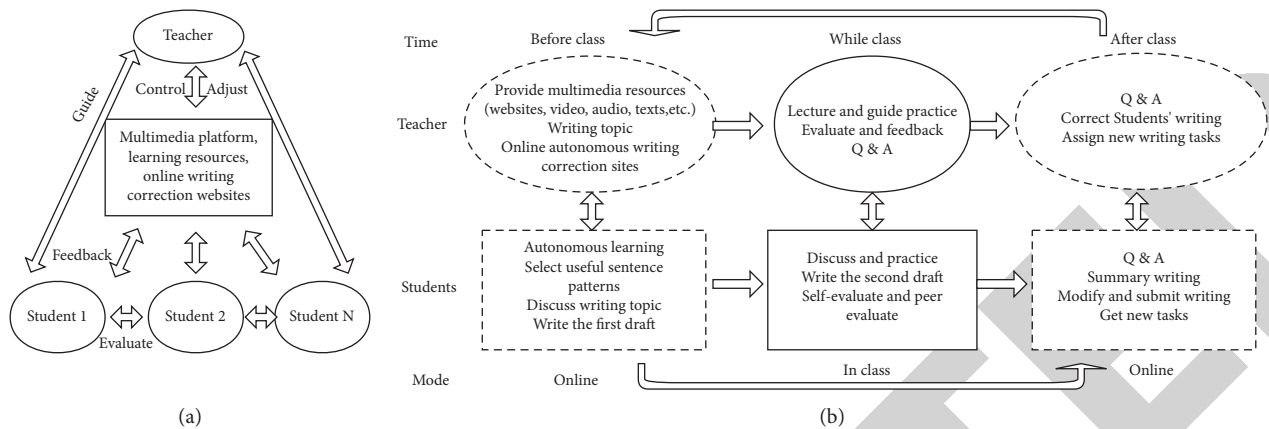 Teacher
Control
Adjust
Guide
Multimedia platform,
learning resources,
online writing
correction websites
Feedback
Student 1
Student 2
Student N
Evaluate
(a)
Time
Before class
While class
After class
Teacher
Provide multimedia resources
(websites, video, audio, texts,etc.)
Writing topic
Online autonomous writing
correction sites
Lecture and guide practice
Evaluate and feedback
Q & A
Q & A
Correct Students' writing
Assign new writing tasks
Students
Autonomous learning
Select useful sentence
patterns
Discuss writing topic
Write the first draft
Discuss and practice
Write the second draft
Self-evaluate and peer
evaluate
Q & A
Summary writing
Modify and submit writing
Get new tasks
Mode
Online
In class
Online
(b)